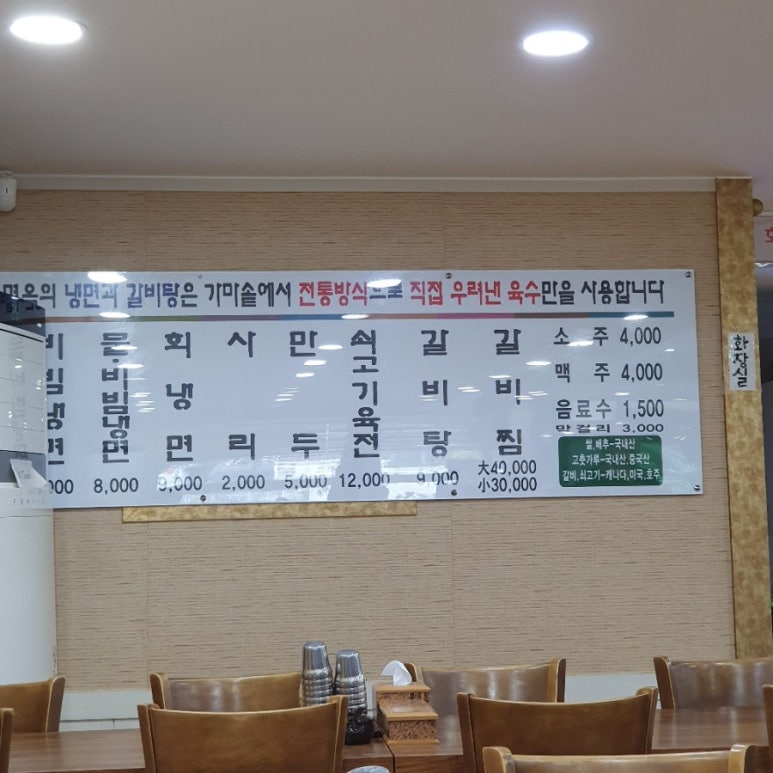 냉면과 갈비탕은 가마솥에서 전통방식으로 직접 우려낸 육수만을 사용합니다
비빔냉면
물비빔냉면 8,000
회냉면 9,000
사리 2,000
만두 5,000
쇠고기육전 12,000
갈비탕 9,000
갈비찜 大40,000
小30,000
소주 4,000
맥주 4,000
음료수 1,500
막걸리 3,000
쌀,배추-국내산
고춧가루-국내산,중국산
갈비,쇠고기-캐나다,미국,호주
화장실